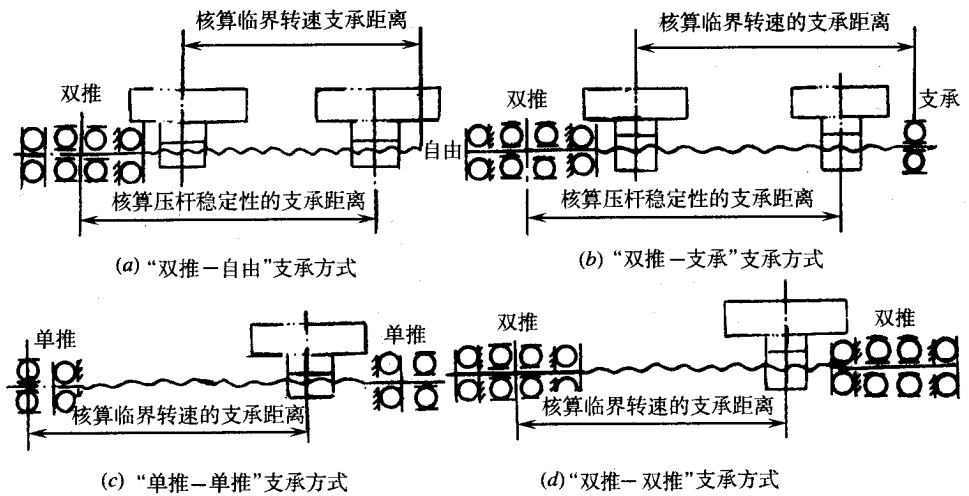 核算临界转速支承距离
双推
自由
核算压杆稳定性的支承距离
(a)“双推－自由”支承方式
核算临界转速的支承距离
双推
支承
核算压杆稳定性的支承距离
(b)“双推－支承”支承方式
单推
单推
核算临界转速的支承距离
(c)“单推－单推”支承方式
双推
双推
核算临界转速的支承距离
(d)“双推－双推”支承方式